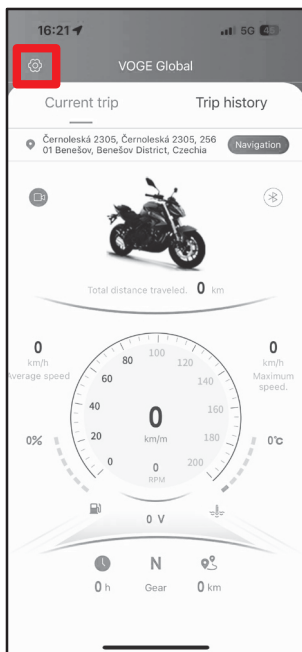 16:21 5G 45
VOGE Global
Current trip Trip history
Černoleská 2305, Černoleská 2305, 256
01 Benešov, Benešov District, Czechia
Navigation
Total distance traveled. 0 km
0
km/h
Average speed
0
km/h
Maximum
speed.
0 20 40 60 80 100 120 140 160 180 200
0
km/m
0
RPM
0%
0°c
0 V
0 h
N
Gear
0 km